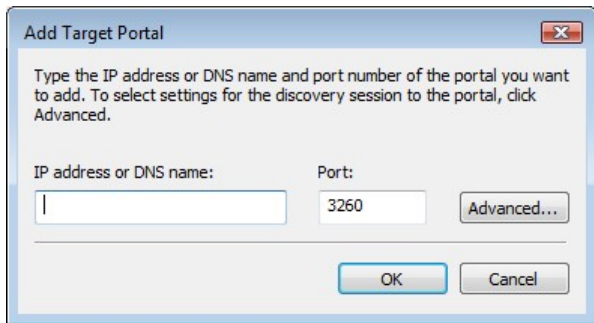 Add Target Portal
Type the IP address or DNS name and port number of the portal you want
to add. To select settings for the discovery session to the portal, click
Advanced.
IP address or DNS name: Port:
3260 Advanced...
OK Cancel